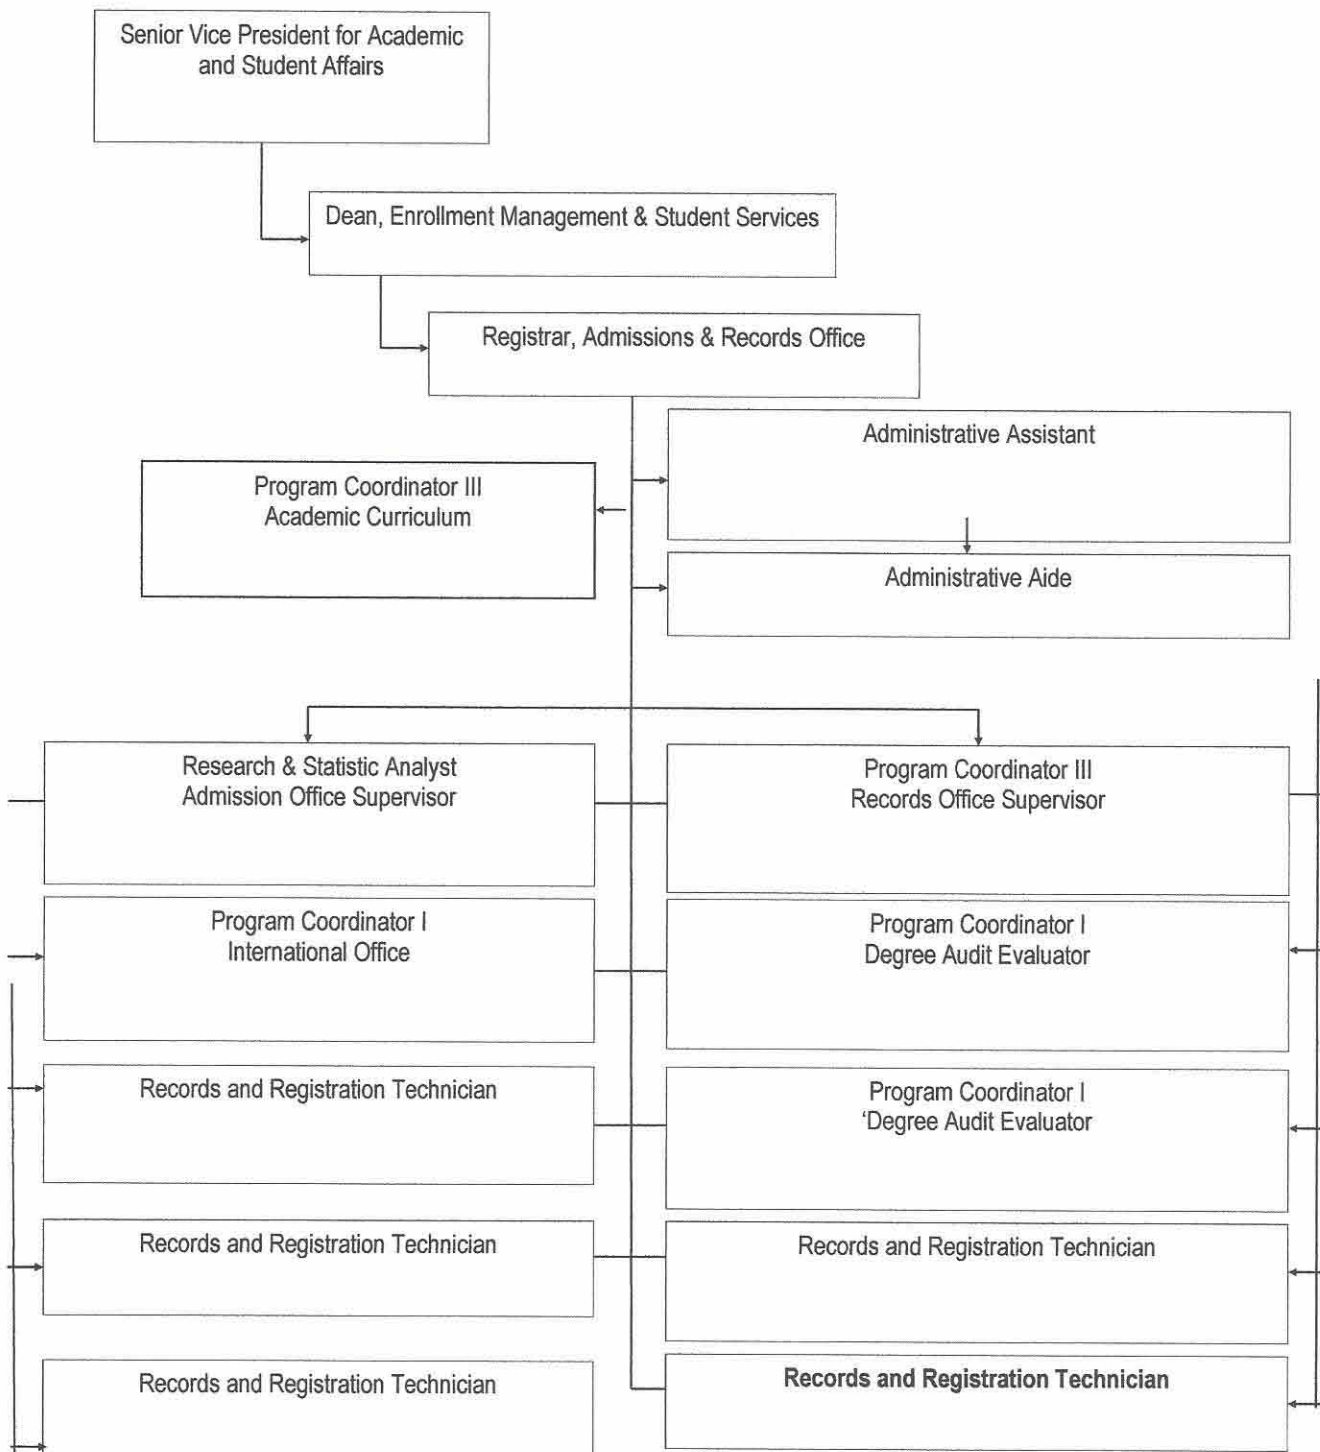 Senior Vice President for Academic
and Student Affairs
Dean, Enrollment Management & Student Services
Registrar, Admissions & Records Office
Administrative Assistant
Program Coordinator III
Academic Curriculum
Administrative Aide
Research & Statistic Analyst
Admission Office Supervisor
Program Coordinator III
Records Office Supervisor
Program Coordinator I
International Office
Program Coordinator I
Degree Audit Evaluator
Records and Registration Technician
Program Coordinator I
‘Degree Audit Evaluator
Records and Registration Technician
Records and Registration Technician
Records and Registration Technician
Records and Registration Technician